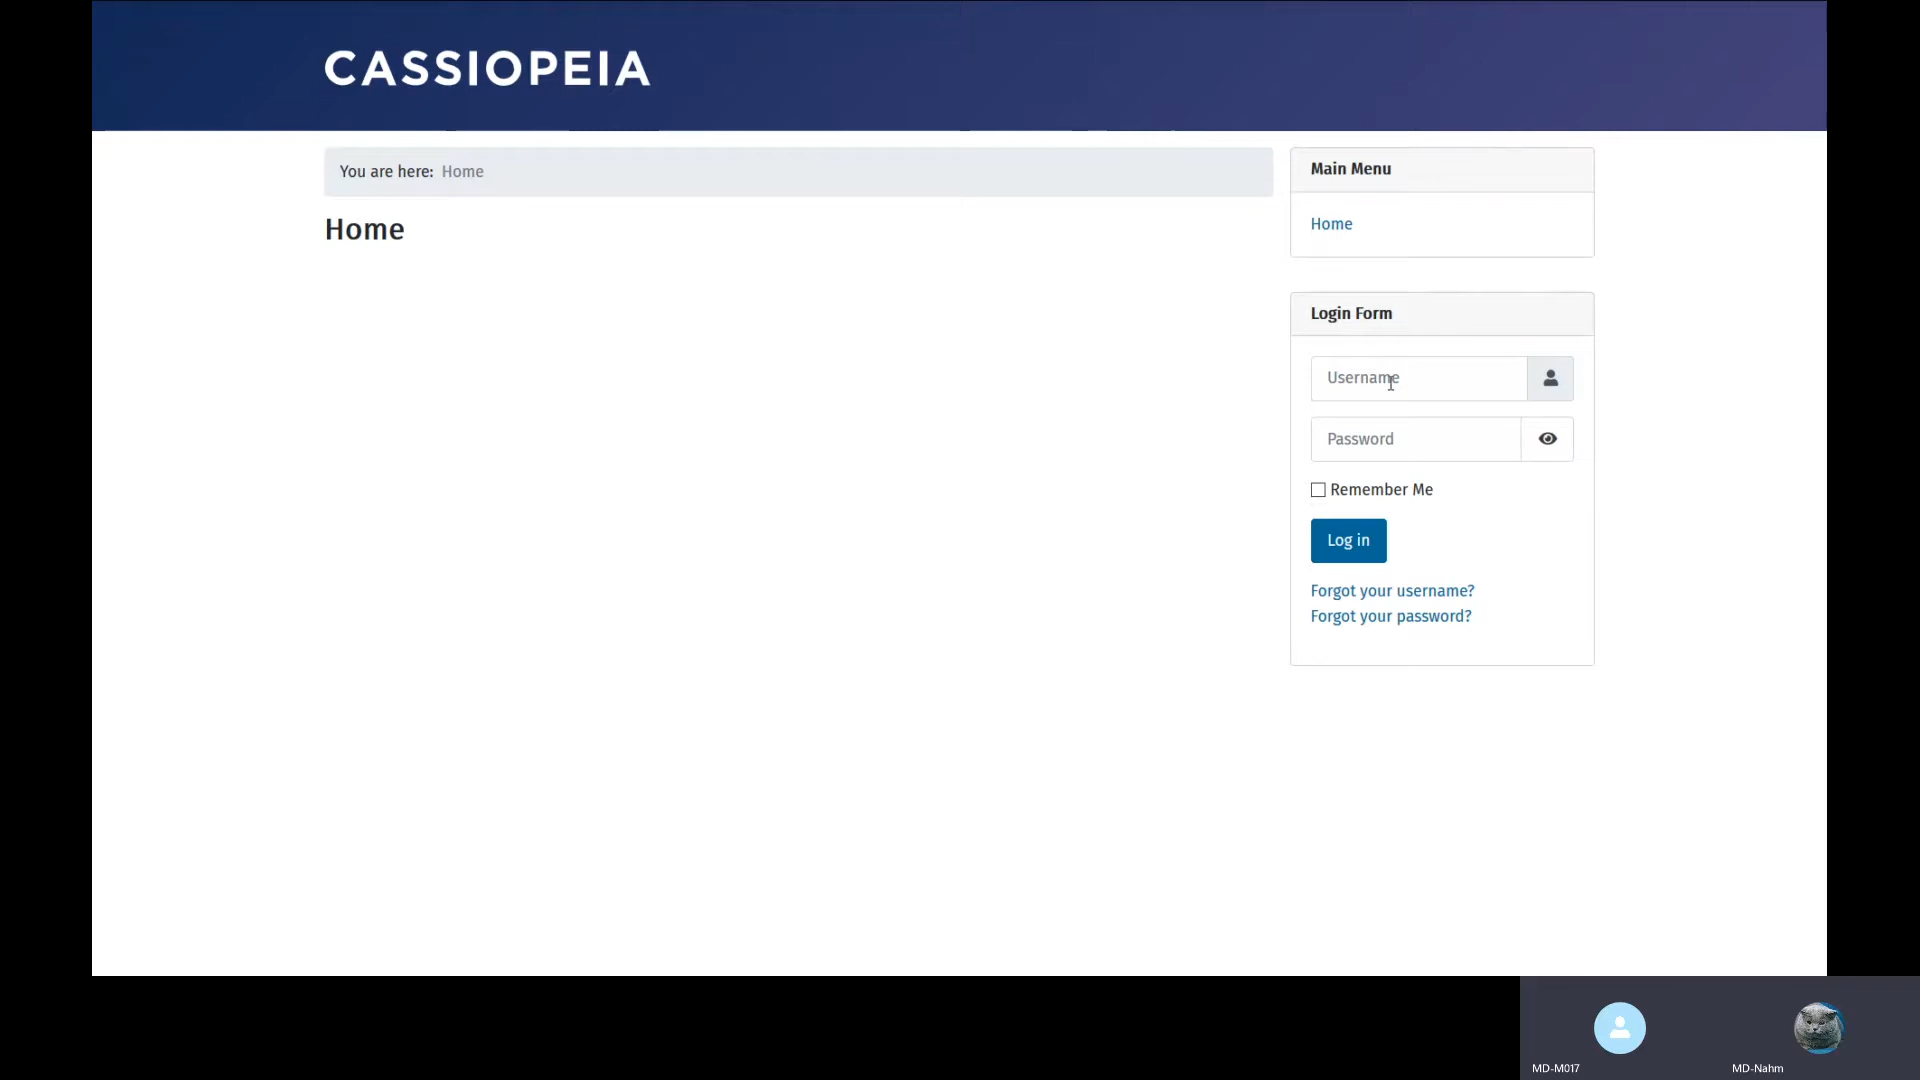 CASSIOPEIA
You are here: Home
Home
Main Menu
Home
Login Form
Username
Password
Remember Me
Log in
Forgot your username?
Forgot your password?
MD-M017
MD-Nahm